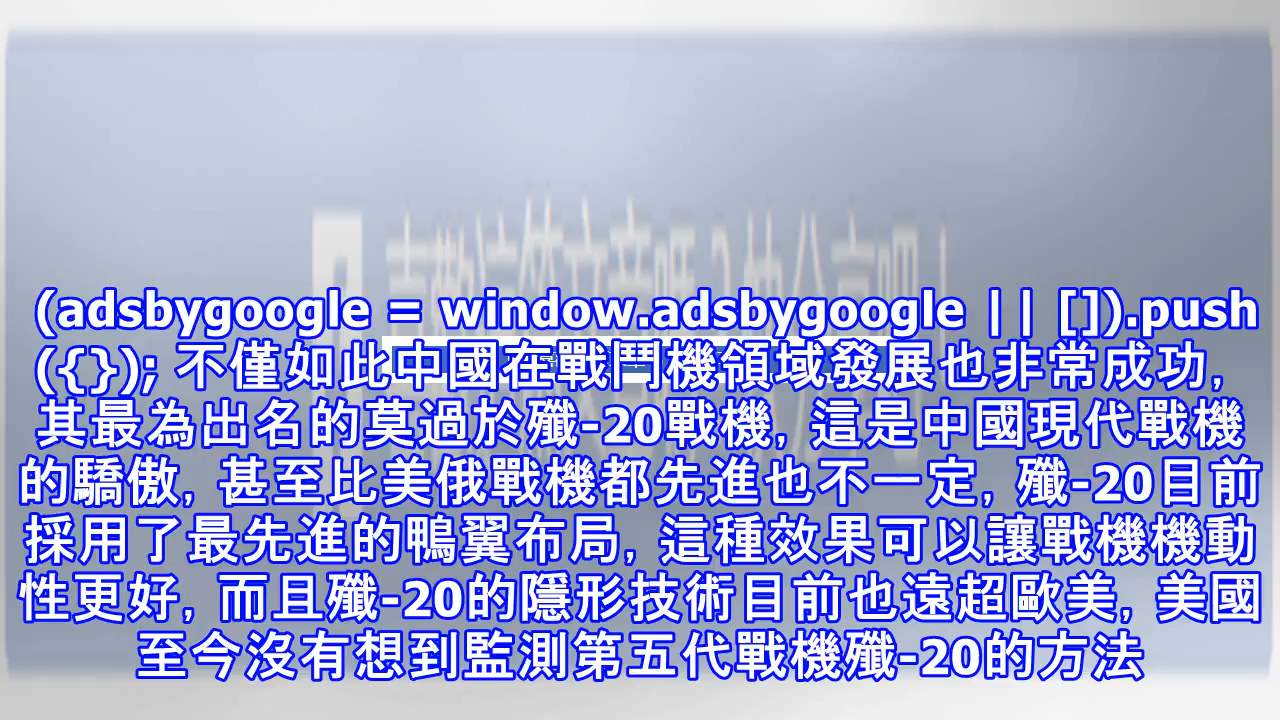 (adsbygoogle = window.adsbygoogle || []).push
({}); 不僅如此中國在戰鬥機領域發展也非常成功,
其最為出名的莫過於殲-20戰機, 這是中國現代戰機
的驕傲, 甚至比美俄戰機都先進也不一定, 殲-20目前
採用了最先進的鴨翼布局, 這種效果可以讓戰機機動
性更好, 而且殲-20的隱形技術目前也遠超歐美, 美國
至今沒有想到監測第五代戰機殲-20的方法